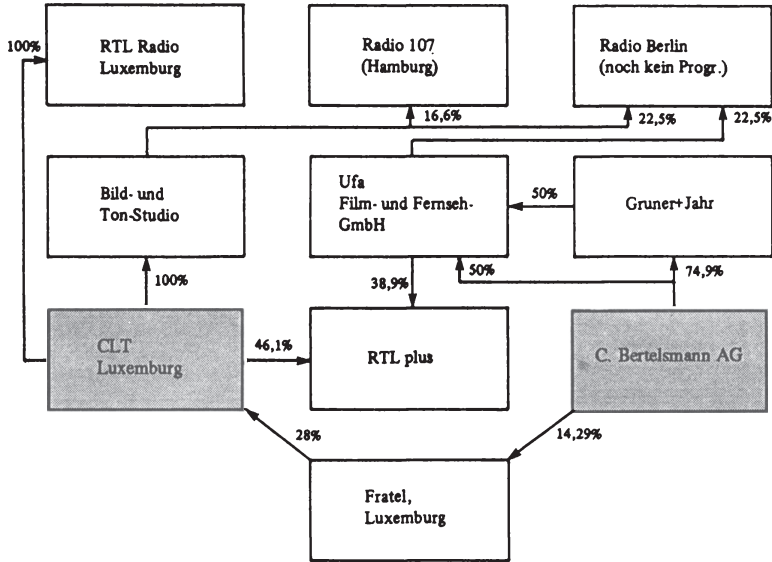 100%
RTL Radio
Luxemburg
Radio 107
(Hamburg)
Radio Berlin
(noch kein Progr.)
16,6%
22,5%
22,5%
Bild- und
Ton-Studio
Ufa
Film- und Fernseh-
GmbH
50%
Gruner+Jahr
100%
38,9%
50%
74,9%
CLT
Luxemburg
46,1%
RTL plus
C. Bertelsmann AG
28%
14,29%
Fratel,
Luxemburg